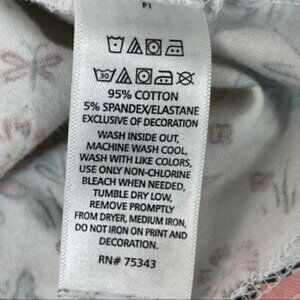 P1
30
95% COTTON
5% SPANDEX/ELASTANE
EXCLUSIVE OF DECORATION
WASH INSIDE OUT,
MACHINE WASH COOL,
WASH WITH LIKE COLORS,
USE ONLY NON-CHLORINE
BLEACH WHEN NEEDED,
TUMBLE DRY LOW,
REMOVE PROMPTLY
FROM DRYER, MEDIUM IRON,
DO NOT IRON ON PRINT AND
DECORATION.
RN# 75343